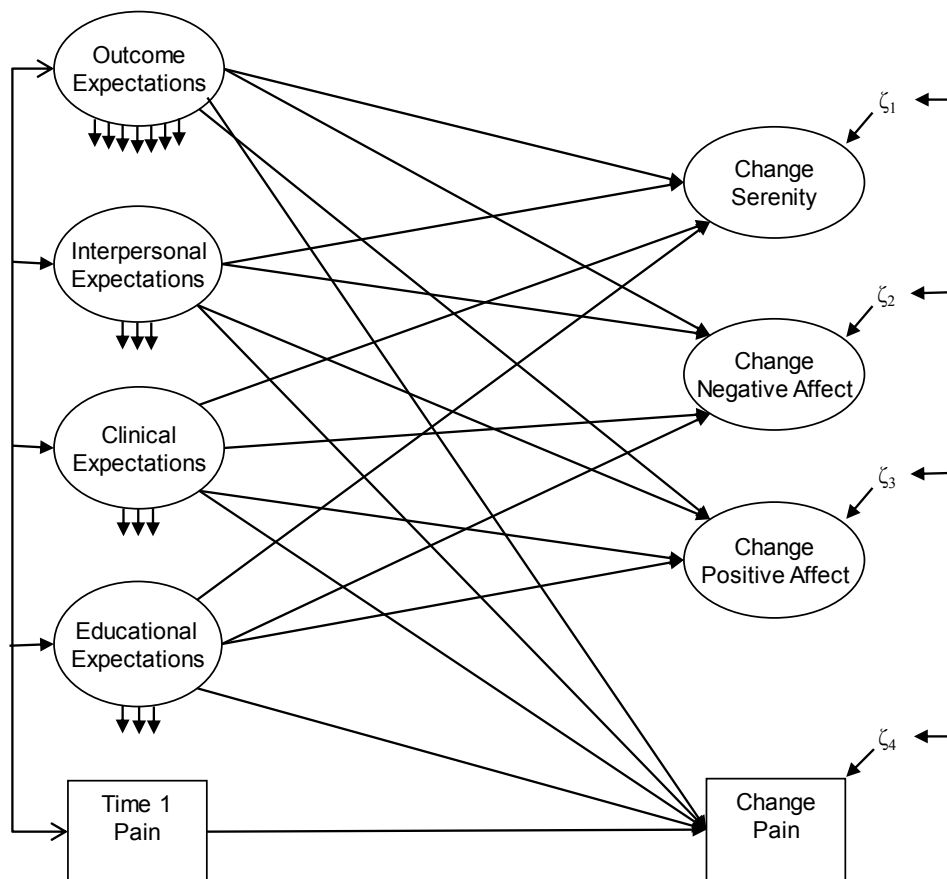 Outcome
Expectations
ζ1
Change
Serenity
Interpersonal
Expectations
ζ2
Change
Negative Affect
Clinical
Expectations
ζ3
Change
Positive Affect
Educational
Expectations
ζ4
Time 1
Pain
Change
Pain